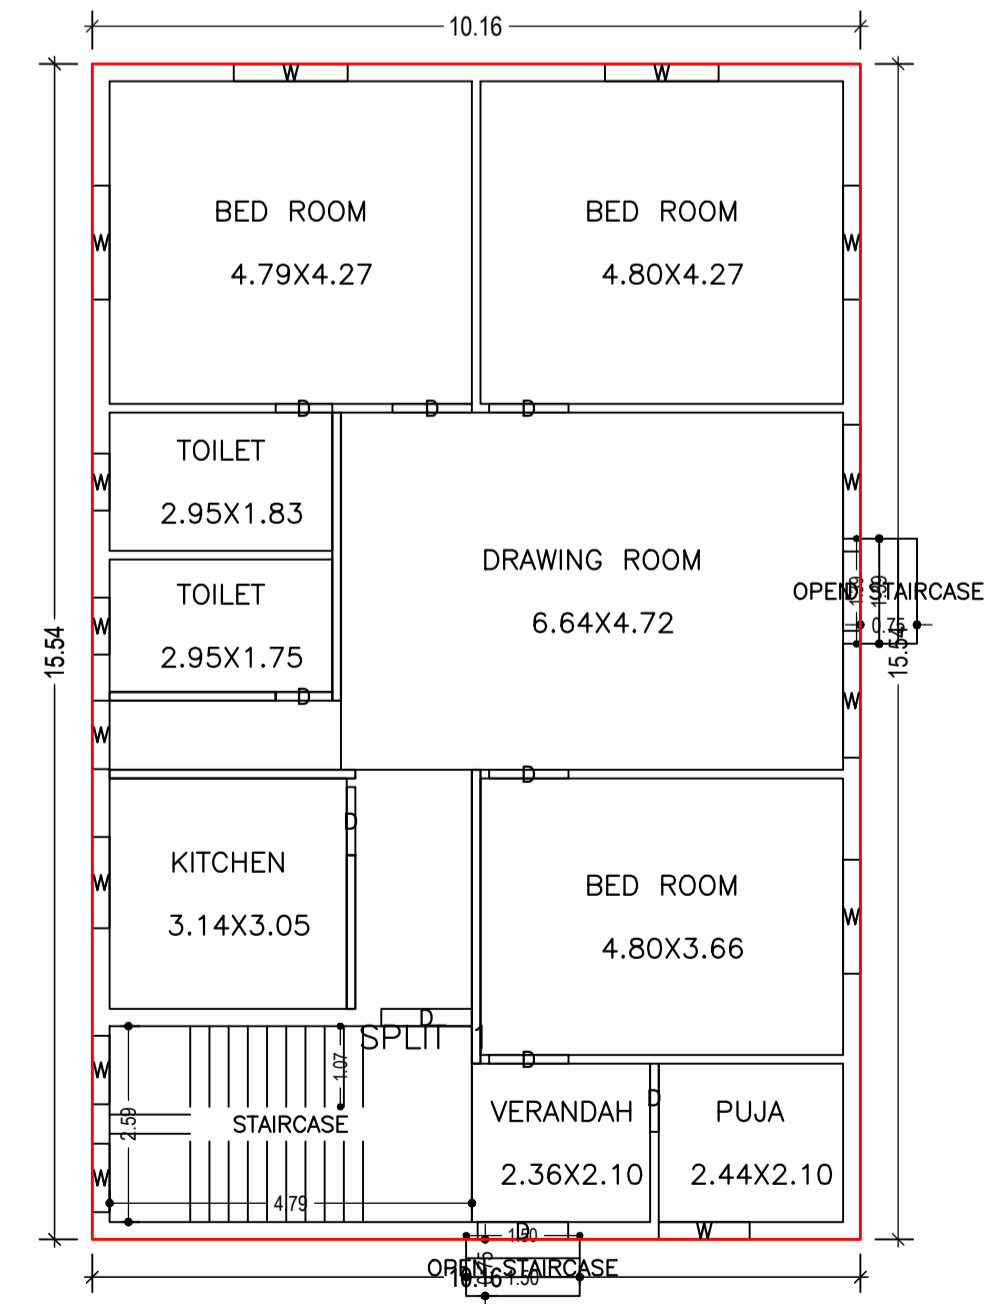 10.16
W
W
BED ROOM
BED ROOM
W
W
4.79X4.27
4.80X4.27
D
D
D
TOILET
W
W
2.95X1.83
DRAWING ROOM
TOILET
OPEN STAIRCASE
W
6.64X4.72
0.75
15.54
2.95X1.75
15.54
D
W
W
D
D
KITCHEN
W
BED ROOM
3.14X3.05
W
4.80X3.66
D
SPLIT 1
D
W
1.07
D
VERANDAH
PUJA
2.59
STAIRCASE
W
2.36X2.10
2.44X2.10
4.79
D
W
1.50
OPEN STAIRCASE
10.16
1.50